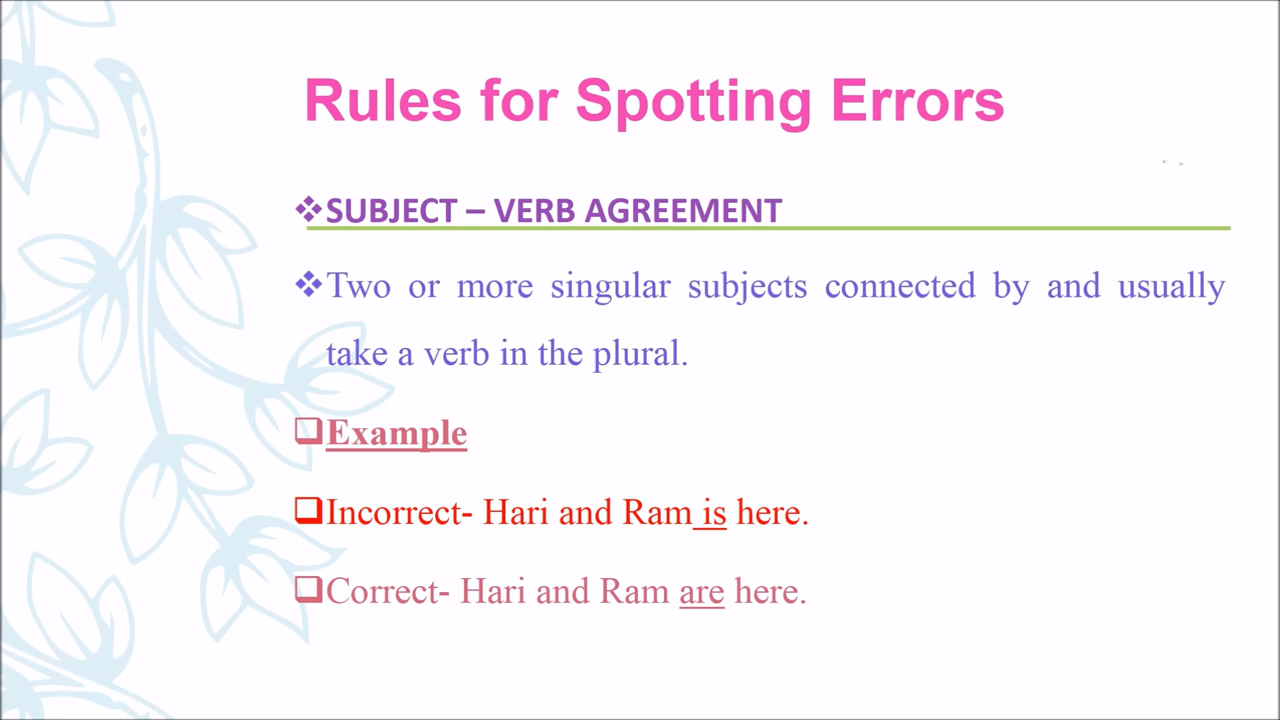 Rules for Spotting Errors
SUBJECT – VERB AGREEMENT
Two or more singular subjects connected by and usually
take a verb in the plural.
Example
Incorrect- Hari and Ram is here.
Correct- Hari and Ram are here.